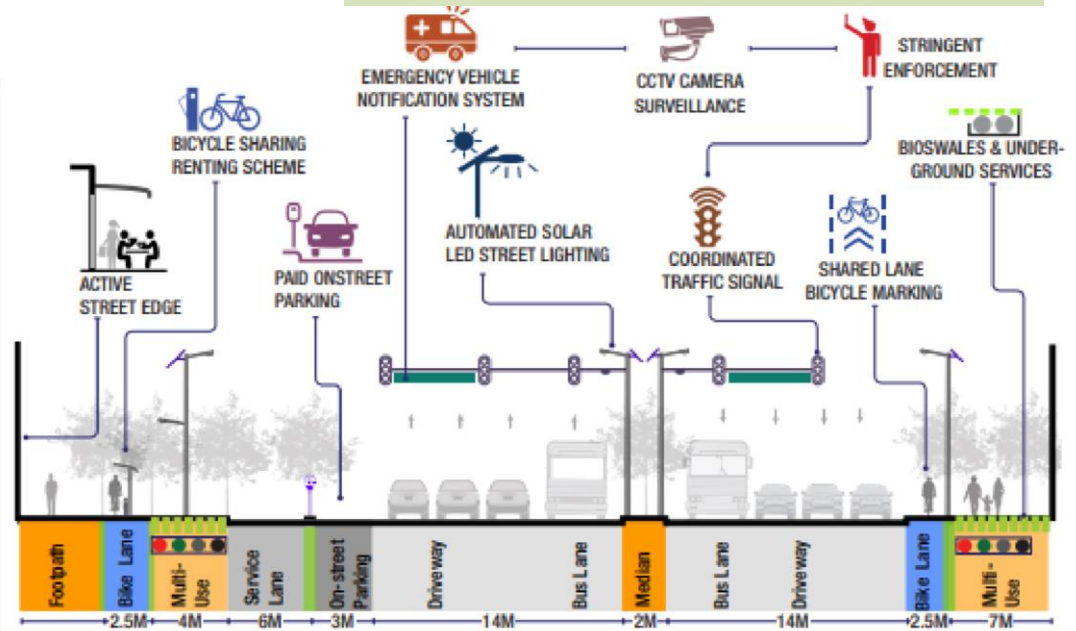 EMERGENCY VEHICLE
NOTIFICATION SYSTEM
CCTV CAMERA
SURVEILLANCE
STRINGENT
ENFORCEMENT
BICYCLE SHARING
RENTING SCHEME
BIOSWALES & UNDER-
GROUND SERVICES
ACTIVE
STREET EDGE
PAID ONSTREET
PARKING
AUTOMATED SOLAR
LED STREET LIGHTING
COORDINATED
TRAFFIC SIGNAL
SHARED LANE
BICYCLE MARKING
Footpath
Bike Lane
Multi-
Use
Service
Lane
On-street
Parking
Driveway
Bus Lane
Median
Bus Lane
Driveway
Bike Lane
Multi-
Use
2.5M 4M 6M 3M 14M 2M 14M 2.5M 7M